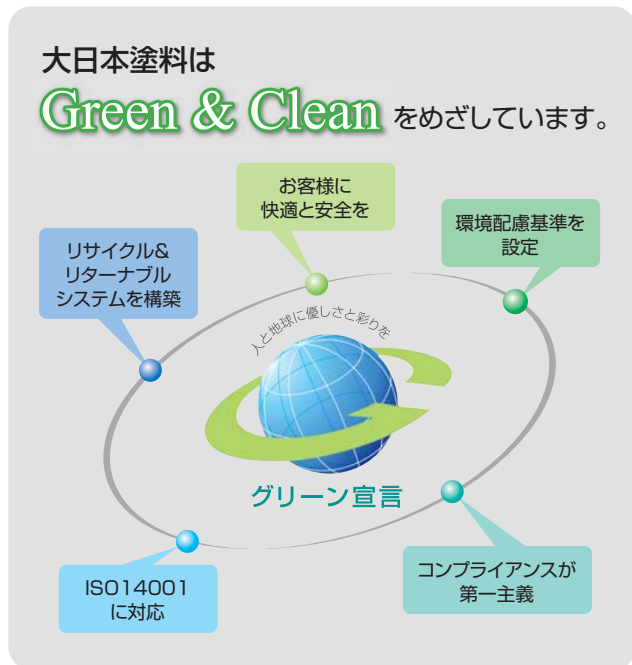 大日本塗料は
Green & Clean をめざしています。
お客様に
快適と安全を
環境配慮基準を
設定
リサイクル&
リターナブル
システムを構築
人と地球に優しさと彩りを
グリーン宣言
ISO14001
に対応
コンプライアンスが
第一主義